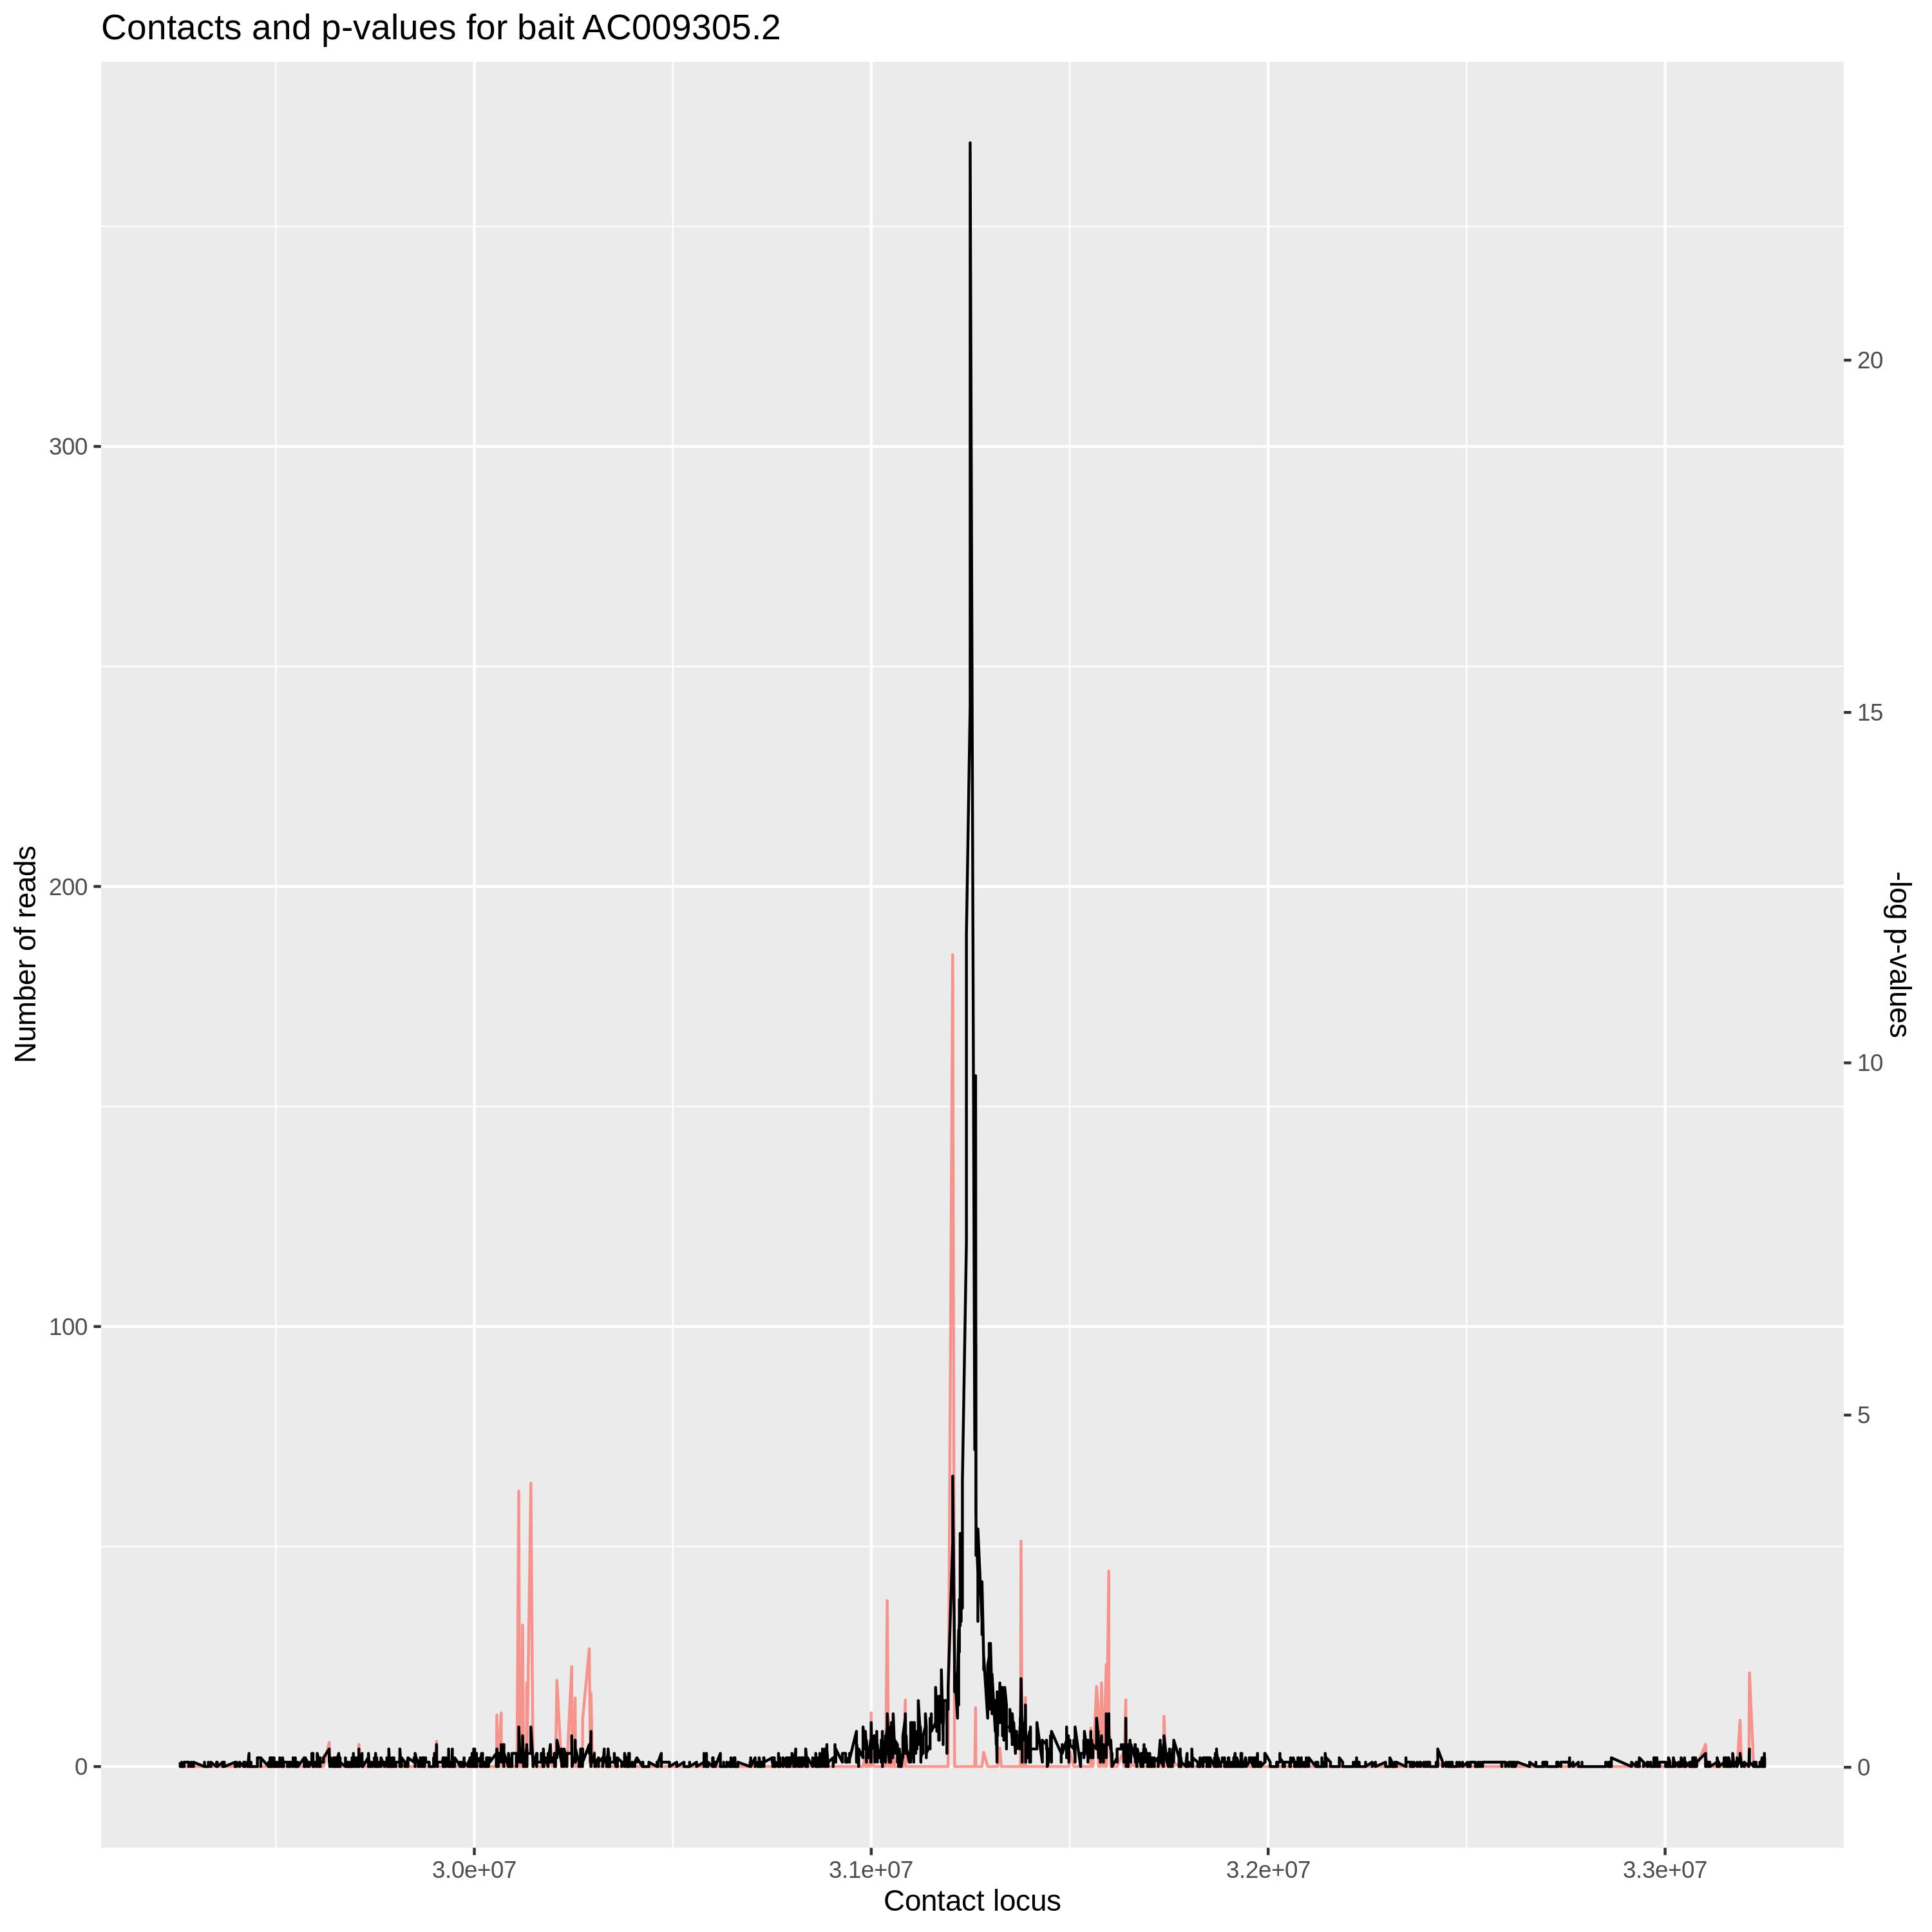 Contacts and p-values for bait AC009305.2
Number of reads
300
200
100
0
20
15
10
5
0
-log p-values
3.0e+07
3.1e+07
3.2e+07
3.3e+07
Contact locus